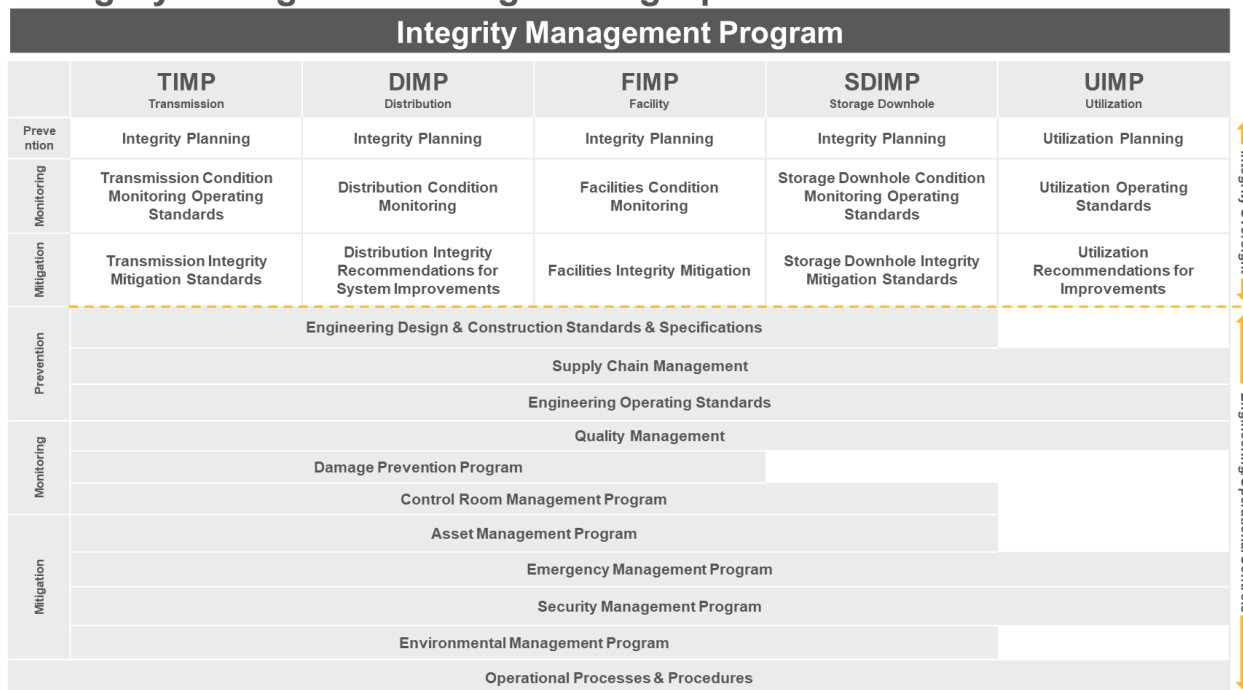 Integrity Management Program
TIMP
Transmission
DIMP
Distribution
FIMP
Facility
SDIMP
Storage Downhole
UIMP
Utilization
Preve
ntion
Integrity Planning
Integrity Planning
Integrity Planning
Integrity Planning
Utilization Planning
Monitoring
Transmission Condition
Monitoring Operating
Standards
Distribution Condition
Monitoring
Facilities Condition
Monitoring
Storage Downhole Condition
Monitoring Operating
Standards
Utilization Operating
Standards
Mitigation
Transmission Integrity
Mitigation Standards
Distribution Integrity
Recommendations for
System Improvements
Facilities Integrity Mitigation
Storage Downhole Integrity
Mitigation Standards
Utilization
Recommendations for
Improvements
Prevention
Engineering Design & Construction Standards & Specifications
Supply Chain Management
Engineering Operating Standards
Monitoring
Quality Management
Damage Prevention Program
Control Room Management Program
Mitigation
Asset Management Program
Emergency Management Program
Security Management Program
Environmental Management Program
Operational Processes & Procedures